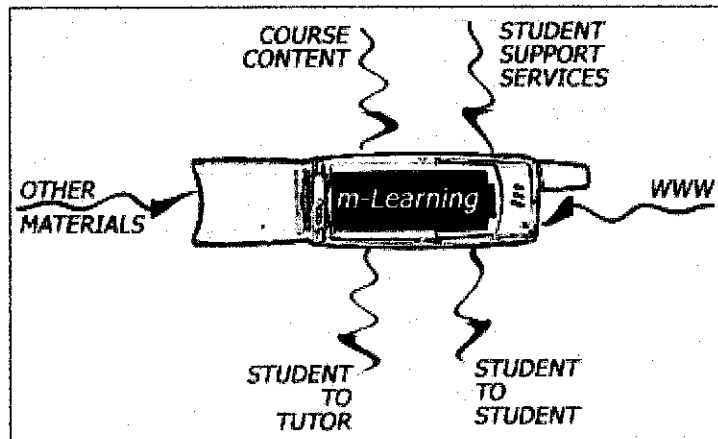 COURSE
CONTENT
STUDENT
SUPPORT
SERVICES
OTHER
MATERIALS
m-Learning
WWW
STUDENT
TO
TUTOR
STUDENT
TO
STUDENT